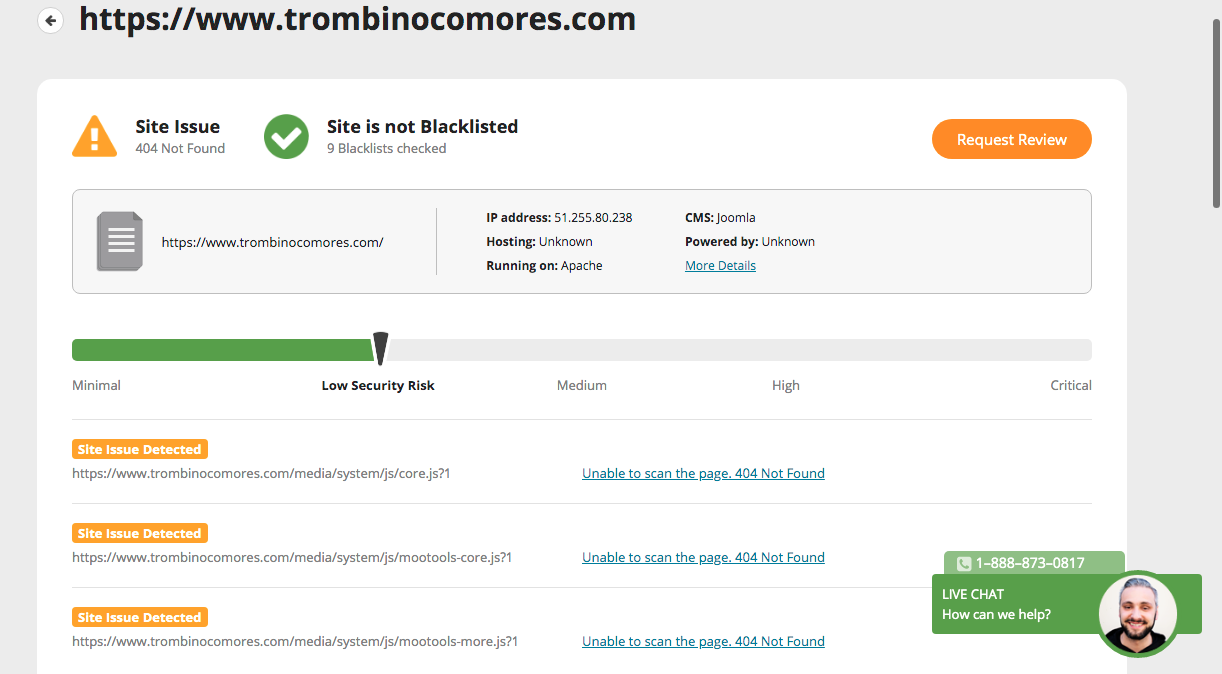 https://www.trombinocomores.com
Site Issue
404 Not Found
Site is not Blacklisted
9 Blacklists checked
Request Review
https://www.trombinocomores.com/
IP address: 51.255.80.238
Hosting: Unknown
Running on: Apache
CMS: Joomla
Powered by: Unknown
More Details
Minimal
Low Security Risk
Medium
High
Critical
Site Issue Detected
https://www.trombinocomores.com/media/system/js/core.js?1
Unable to scan the page. 404 Not Found
Site Issue Detected
https://www.trombinocomores.com/media/system/js/mootools-core.js?1
Unable to scan the page. 404 Not Found
Site Issue Detected
https://www.trombinocomores.com/media/system/js/mootools-more.js?1
Unable to scan the page. 404 Not Found
1–888–873–0817
LIVE CHAT
How can we help?